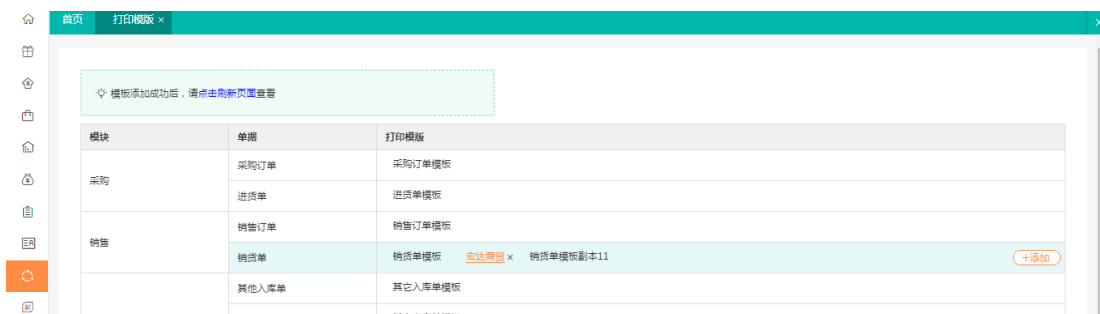 首页 打印模版 ×
模板添加成功后，请点击刷新页面查看
模块 单据 打印模版
采购 采购订单 采购订单模板
进货单 进货单模板
销售 销售订单 销售订单模板
销货单 销货单模板 宏达商贸 × 销货单模板副本11 +添加
其他入库单 其它入库单模板